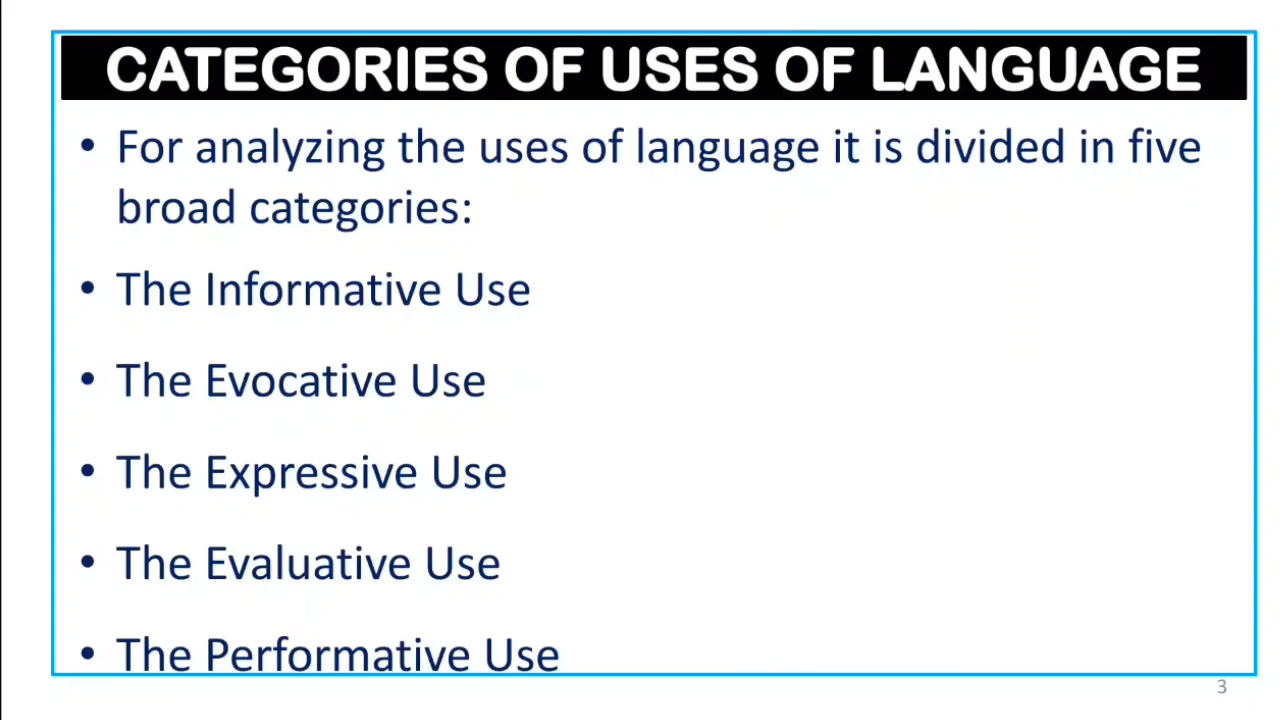 CATEGORIES OF USES OF LANGUAGE
• For analyzing the uses of language it is divided in five
broad categories:
• The Informative Use
• The Evocative Use
• The Expressive Use
• The Evaluative Use
• The Performative Use
3